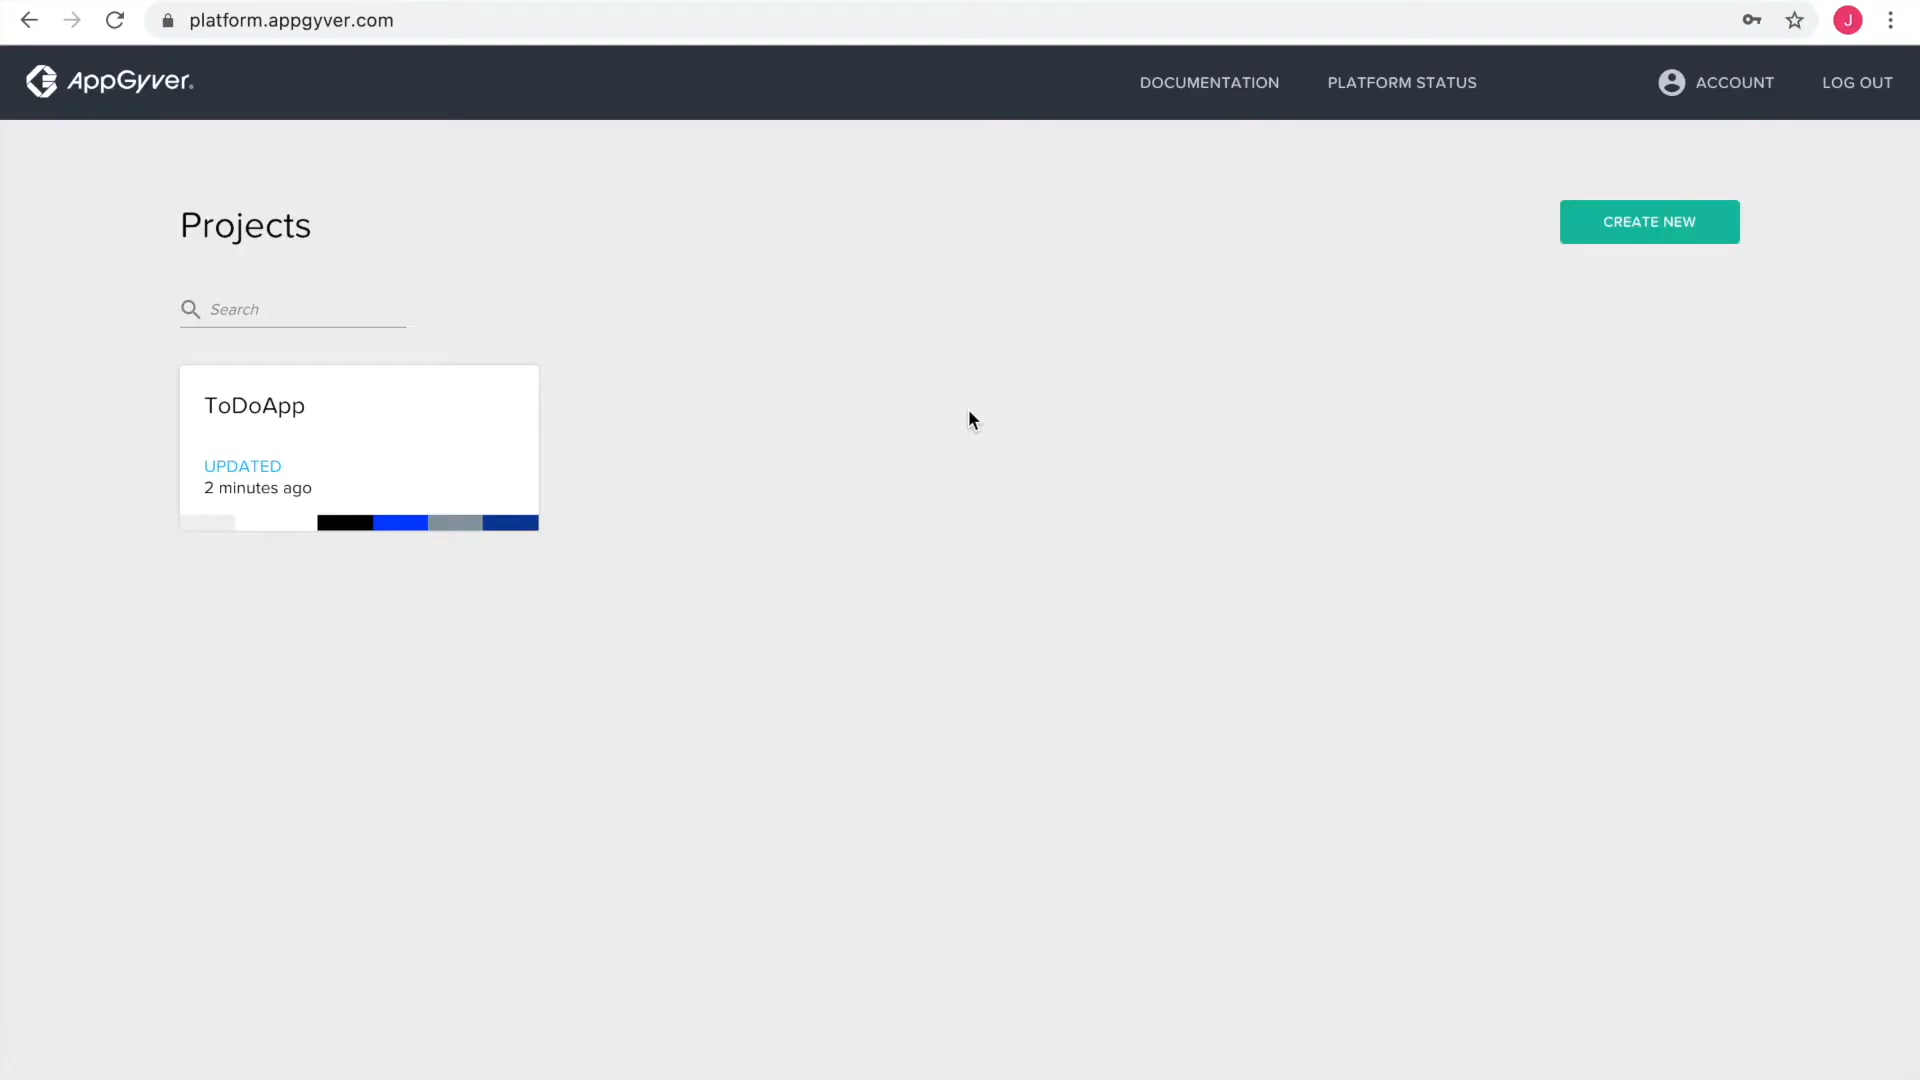 platform.appgyver.com
J
AppGyver
DOCUMENTATION
PLATFORM STATUS
ACCOUNT
LOG OUT
Projects
CREATE NEW
Search
ToDoApp
UPDATED
2 minutes ago